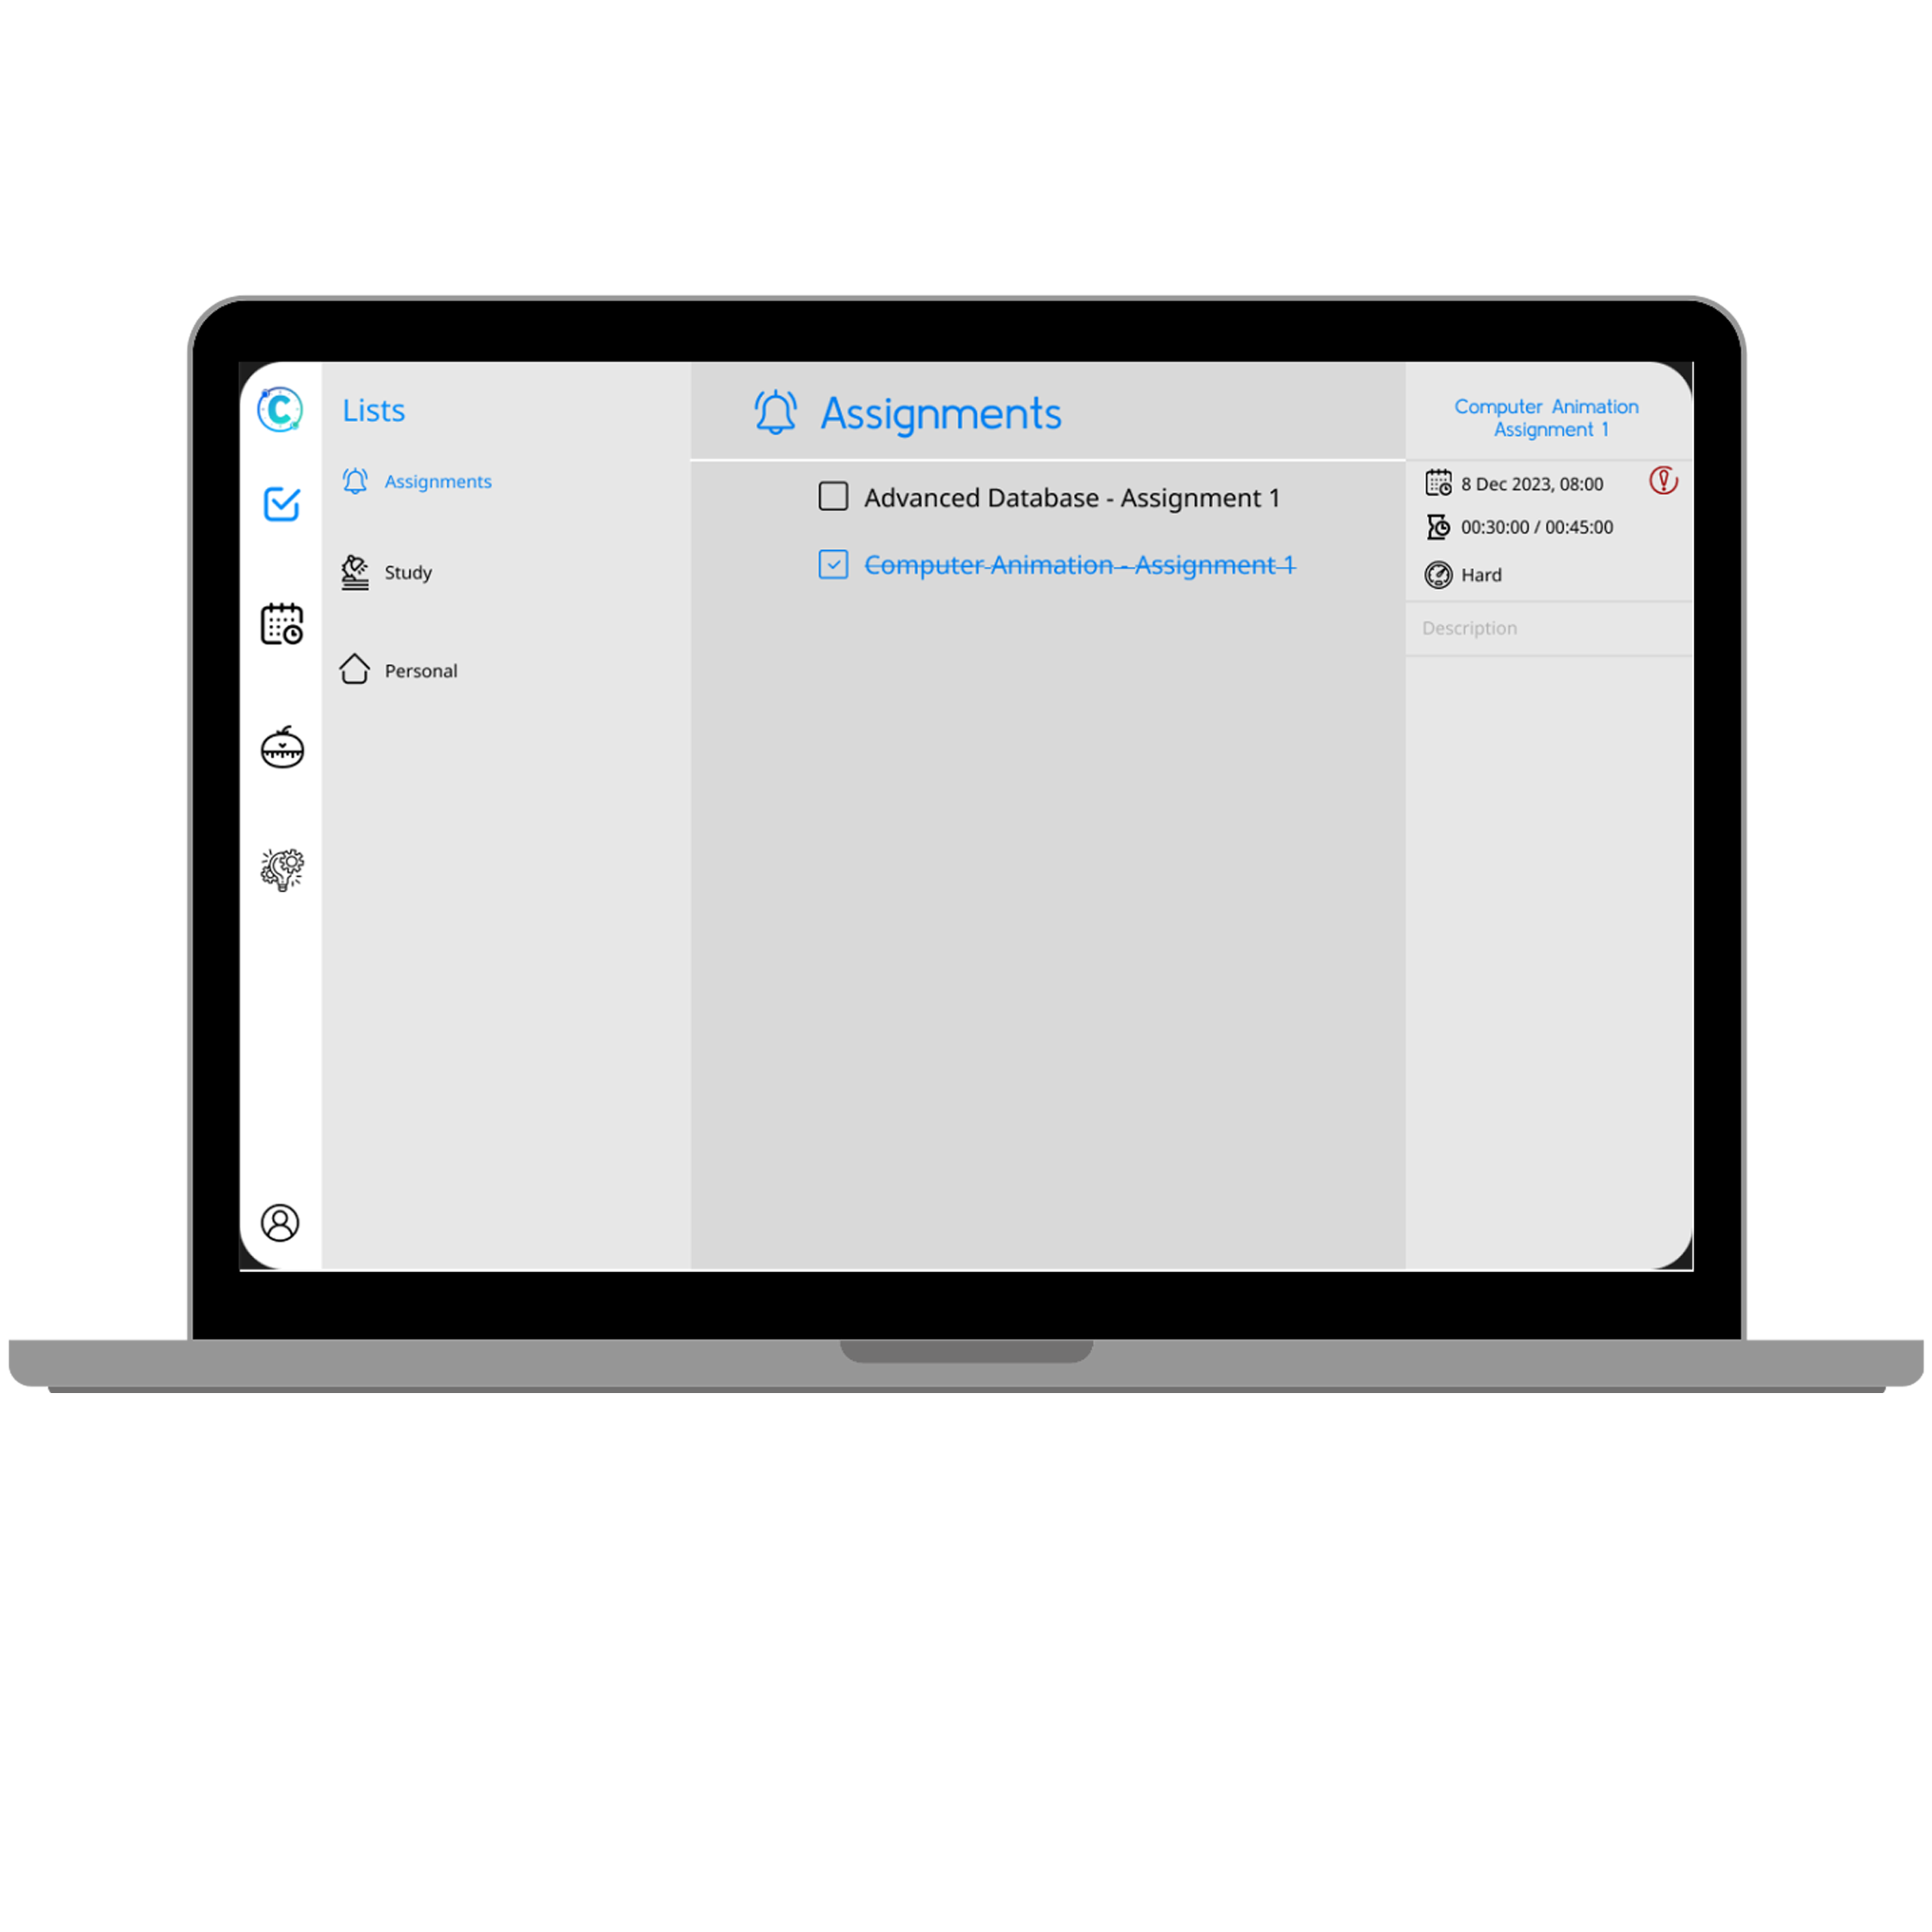 C
Lists
Assignments
Study
Personal
Assignments
Advanced Database - Assignment 1
Computer Animation - Assignment 1
Computer Animation
Assignment 1
8 Dec 2023, 08:00
00:30:00 / 00:45:00
Hard
Description